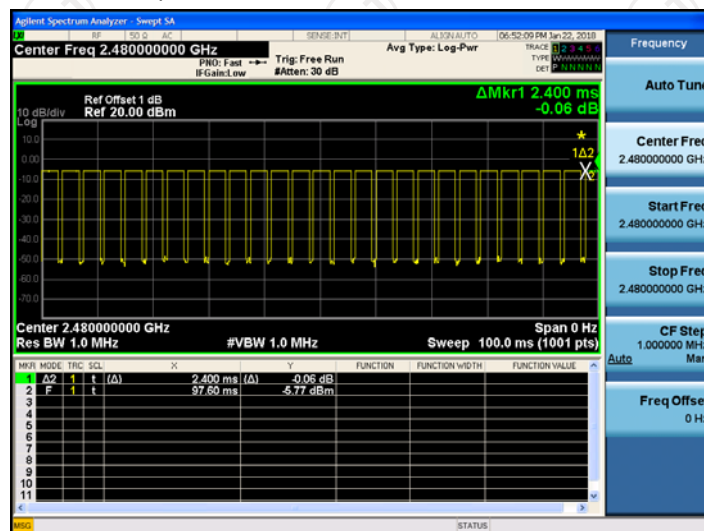 Agilent Spectrum Analyzer - Swept SA
RF 50 Ω AC SENSE:INT ALIGN AUTO 06:52:09 PM Jan 22, 2018
Center Freq 2.480000000 GHz
PNO: Fast
IFGain:Low
Trig: Free Run
#Atten: 30 dB
Avg Type: Log-Pwr
TRACE 1 2 3 4 5 6
TYPE WWWWWW
DET P N N N N N
10 dB/div
Log
Ref Offset 1 dB
Ref 20.00 dBm
ΔMkr1 2.400 ms
-0.06 dB
10.0
0.00
-10.0
-20.0
-30.0
-40.0
-50.0
-60.0
-70.0
1Δ2
2
Center 2.480000000 GHz
Res BW 1.0 MHz
#VBW 1.0 MHz
Span 0 Hz
Sweep 100.0 ms (1001 pts)
MKR MODE TRC SCL X Y FUNCTION FUNCTION WIDTH FUNCTION VALUE
1 Δ2 1 t (Δ) 2.400 ms (Δ) -0.06 dB
2 F 1 t 97.60 ms -5.77 dBm
3
4
5
6
7
8
9
10
11
MSG STATUS
Frequency
Auto Tune
Center Freq
2.480000000 GHz
Start Freq
2.480000000 GHz
Stop Freq
2.480000000 GHz
CF Step
1.000000 MHz
Auto Man
Freq Offset
0 Hz